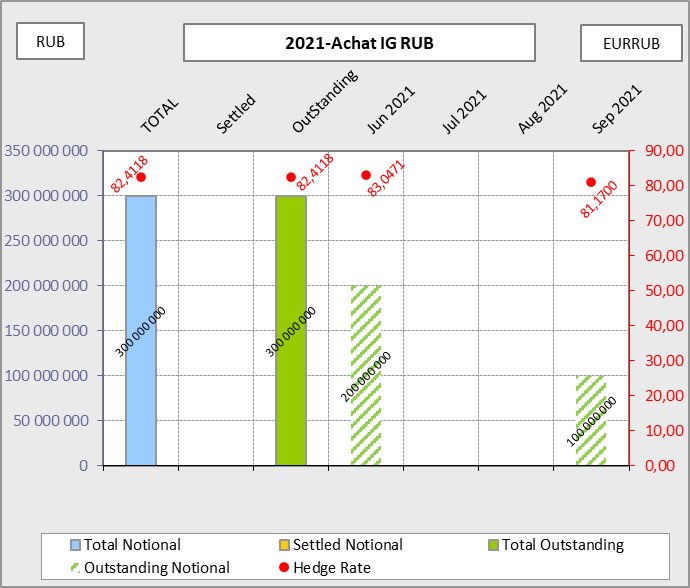 RUB
2021-Achat IG RUB
EURRUB
TOTAL
Settled
OutStanding
Jun 2021
Jul 2021
Aug 2021
Sep 2021
350 000 000
300 000 000
250 000 000
200 000 000
150 000 000
100 000 000
50 000 000
0
90,00
80,00
70,00
60,00
50,00
40,00
30,00
20,00
10,00
0,00
82,4118
82,4118
83,0471
81,1700
300 000 000
300 000 000
200 000 000
100 000 000
Total Notional
Settled Notional
Total Outstanding
Outstanding Notional
Hedge Rate